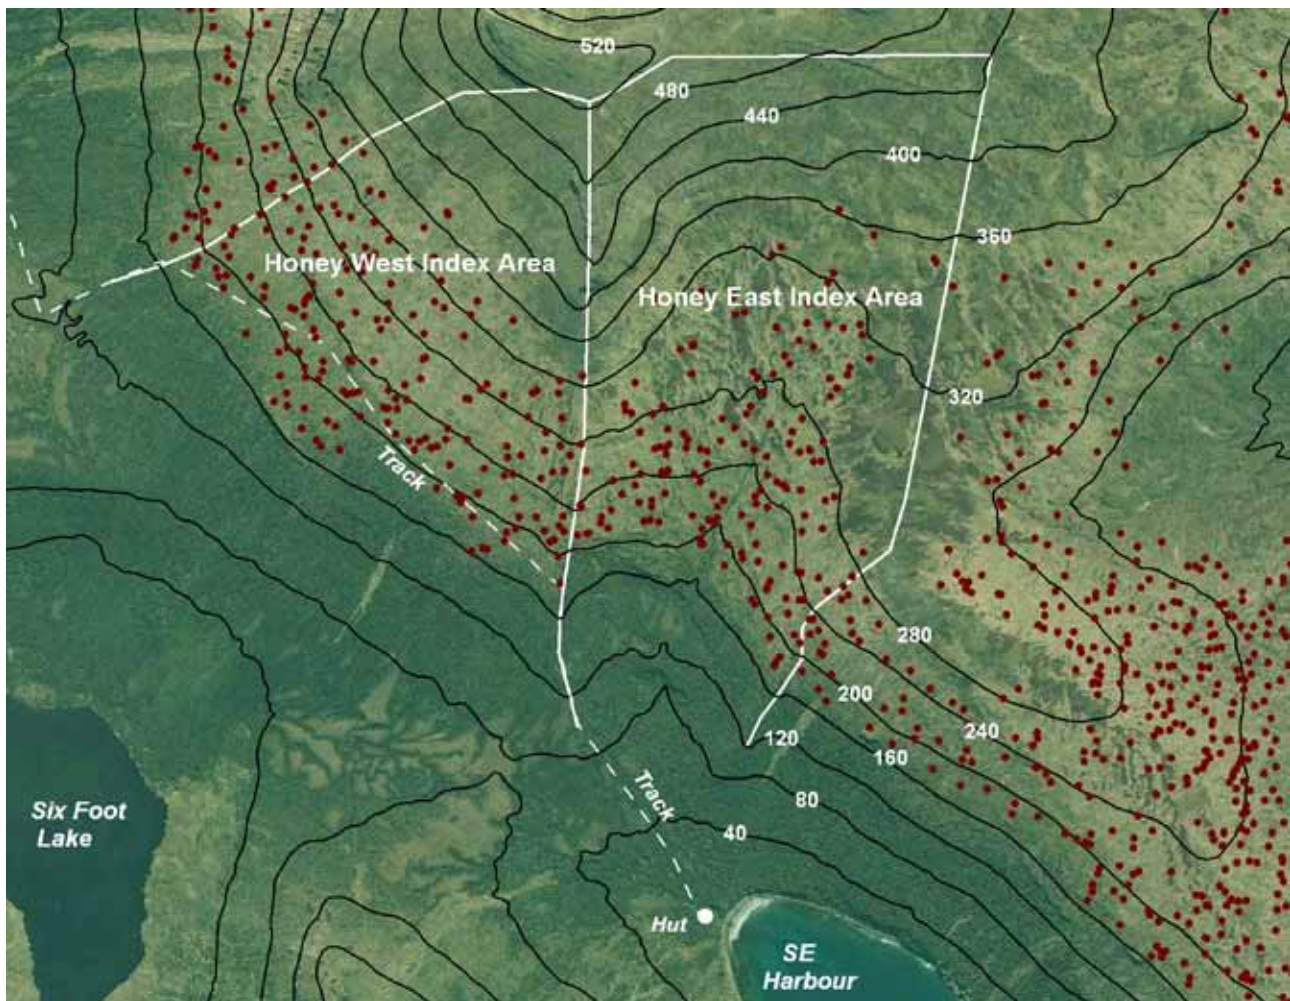 520
480
440
400
360
Honey West Index Area
Honey East Index Area
320
Track
280
200
240
120
160
Track
80
Six Foot
Lake
40
Hut
SE
Harbour